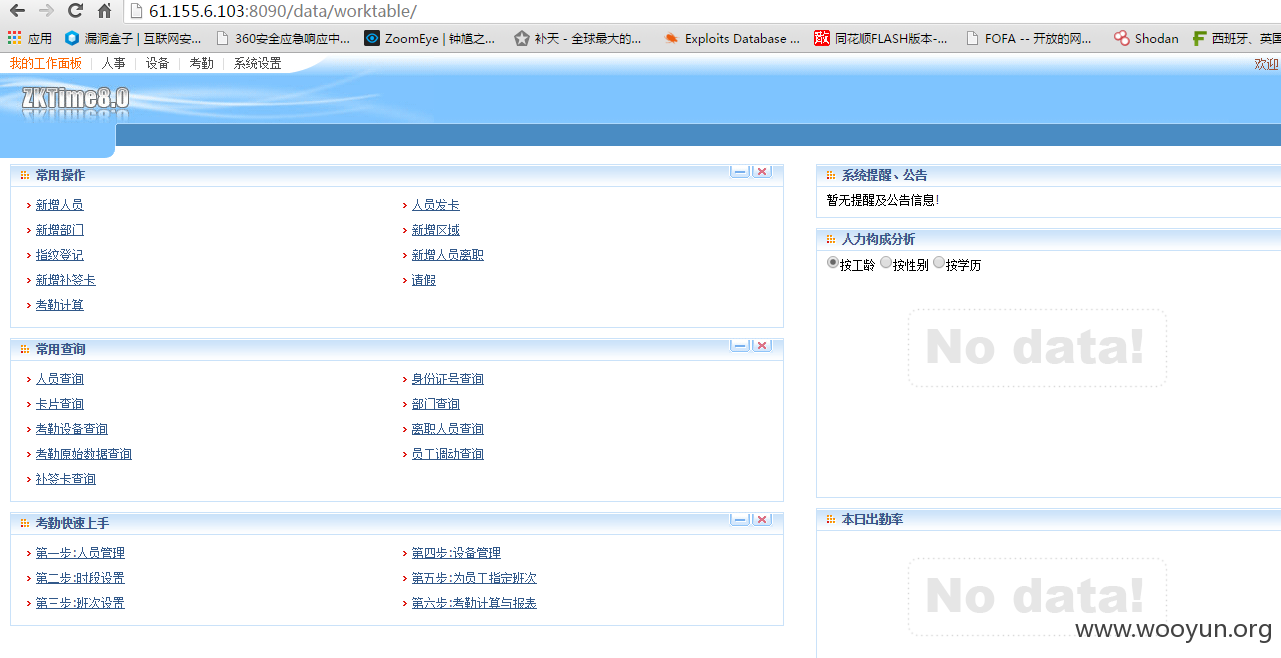 61.155.6.103:8090/data/worktable/
应用 漏洞盒子 | 互联网安... 360安全应急响应中... ZoomEye | 钟馗之... 补天 - 全球最大的... Exploits Database ... 同花顺FLASH版本-... FOFA -- 开放的网... Shodan 西班牙、英国
我的工作面板 人事 设备 考勤 系统设置 欢迎
ZKTime8.0
常用操作
新增人员 人员发卡
新增部门 新增区域
指纹登记 新增人员离职
新增补签卡 请假
考勤计算
常用查询
人员查询 身份证号查询
卡片查询 部门查询
考勤设备查询 离职人员查询
考勤原始数据查询 员工调动查询
补签卡查询
考勤快速上手
第一步:人员管理 第四步:设备管理
第二步:时段设置 第五步:为员工指定班次
第三步:班次设置 第六步:考勤计算与报表
系统提醒、公告
暂无提醒及公告信息!
人力构成分析
按工龄 按性别 按学历
No data!
本日出勤率
No data!
www.wooyun.org